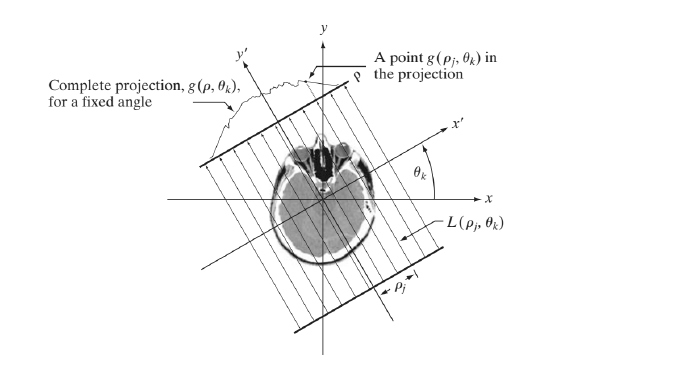 y
y′
A point g(ρj, θk) in
the projection
ρ
Complete projection, g(ρ, θk),
for a fixed angle
x′
θk
x
L(ρj, θk)
ρj